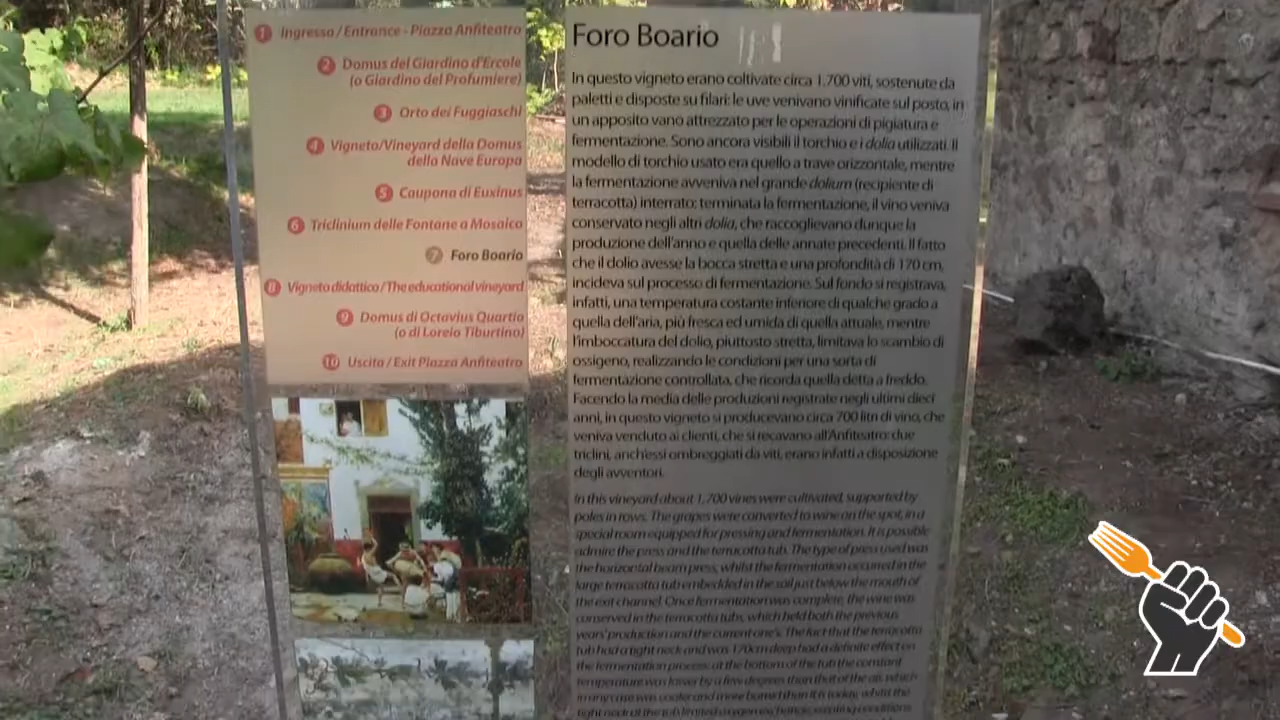 1 Ingresso / Entrance - Piazza Anfiteatro
2 Domus del Giardino d'Ercole
(o Giardino del Profumiere)
3 Orto dei Fuggiaschi
4 Vigneto/Vineyard della Domus
della Nave Europa
5 Caupona di Euxinus
6 Triclinium delle Fontane a Mosaico
7 Foro Boario
8 Vigneto didattico / The educational vineyard
9 Domus di Octavius Quartio
(o di Loreio Tiburtino)
10 Uscita / Exit Piazza Anfiteatro
Foro Boario
In questo vigneto erano coltivate circa 1.700 viti, sostenute da
paletti e disposte su filari: le uve venivano vinificate sul posto, in
un apposito vano attrezzato per le operazioni di pigiatura e
fermentazione. Sono ancora visibili il torchio e i dolia utilizzati. Il
modello di torchio usato era quello a trave orizzontale, mentre
la fermentazione avveniva nel grande dolium (recipiente di
terracotta) interrato; terminata la fermentazione, il vino veniva
conservato negli altri dolia, che raccoglievano dunque la
produzione dell'anno e quella delle annate precedenti. Il fatto
che il dolio avesse la bocca stretta e una profondità di 170 cm,
incideva sul processo di fermentazione. Sul fondo si registrava,
infatti, una temperatura costante inferiore di qualche grado a
quella dell'aria, più fresca ed umida di quella attuale, mentre
l'imboccatura del dolio, piuttosto stretta, limitava lo scambio di
ossigeno, realizzando le condizioni per una sorta di
fermentazione controllata, che ricorda quella detta a freddo.
Facendo la media delle produzioni registrate negli ultimi dieci
anni, in questo vigneto si producevano circa 700 litri di vino, che
veniva venduto ai clienti, che si recavano all'Anfiteatro: due
triclini, anch'essi ombreggiati da viti, erano infatti a disposizione
degli avventori.
In this vineyard about 1,700 vines were cultivated, supported by
poles in rows. The grapes were converted to wine on the spot, in a
special room equipped for pressing and fermentation. It is possible
admire the press and the terracotta tub. The type of press used was
the horizontal beam press, whilst the fermentation occurred in the
large terracotta tub embedded in the soil just below the mouth of
the exit channel. Once fermentation was complete, the wine was
conserved in the terracotta tubs, which held both the previous
years' production and the current one's. The fact that the terracotta
tub had a tight neck and was 170cm deep had a definite effect on
the fermentation process: at the bottom of the tub the constant
temperature was lower by a few degrees than that of the air, which
in any case was cooler and more humid than it is today, whilst the
tight neck of the tub limited oxygen exchange, creating conditions